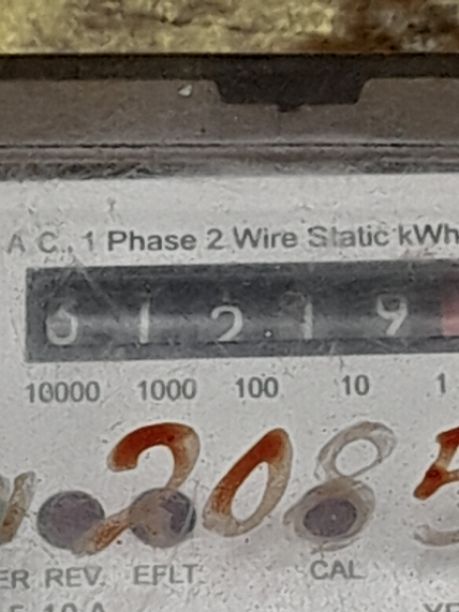 A.C., 1 Phase 2 Wire Static kWh
0 1 2 1 9
10000 1000 100 10 1
2085
REV. EFLT. CAL